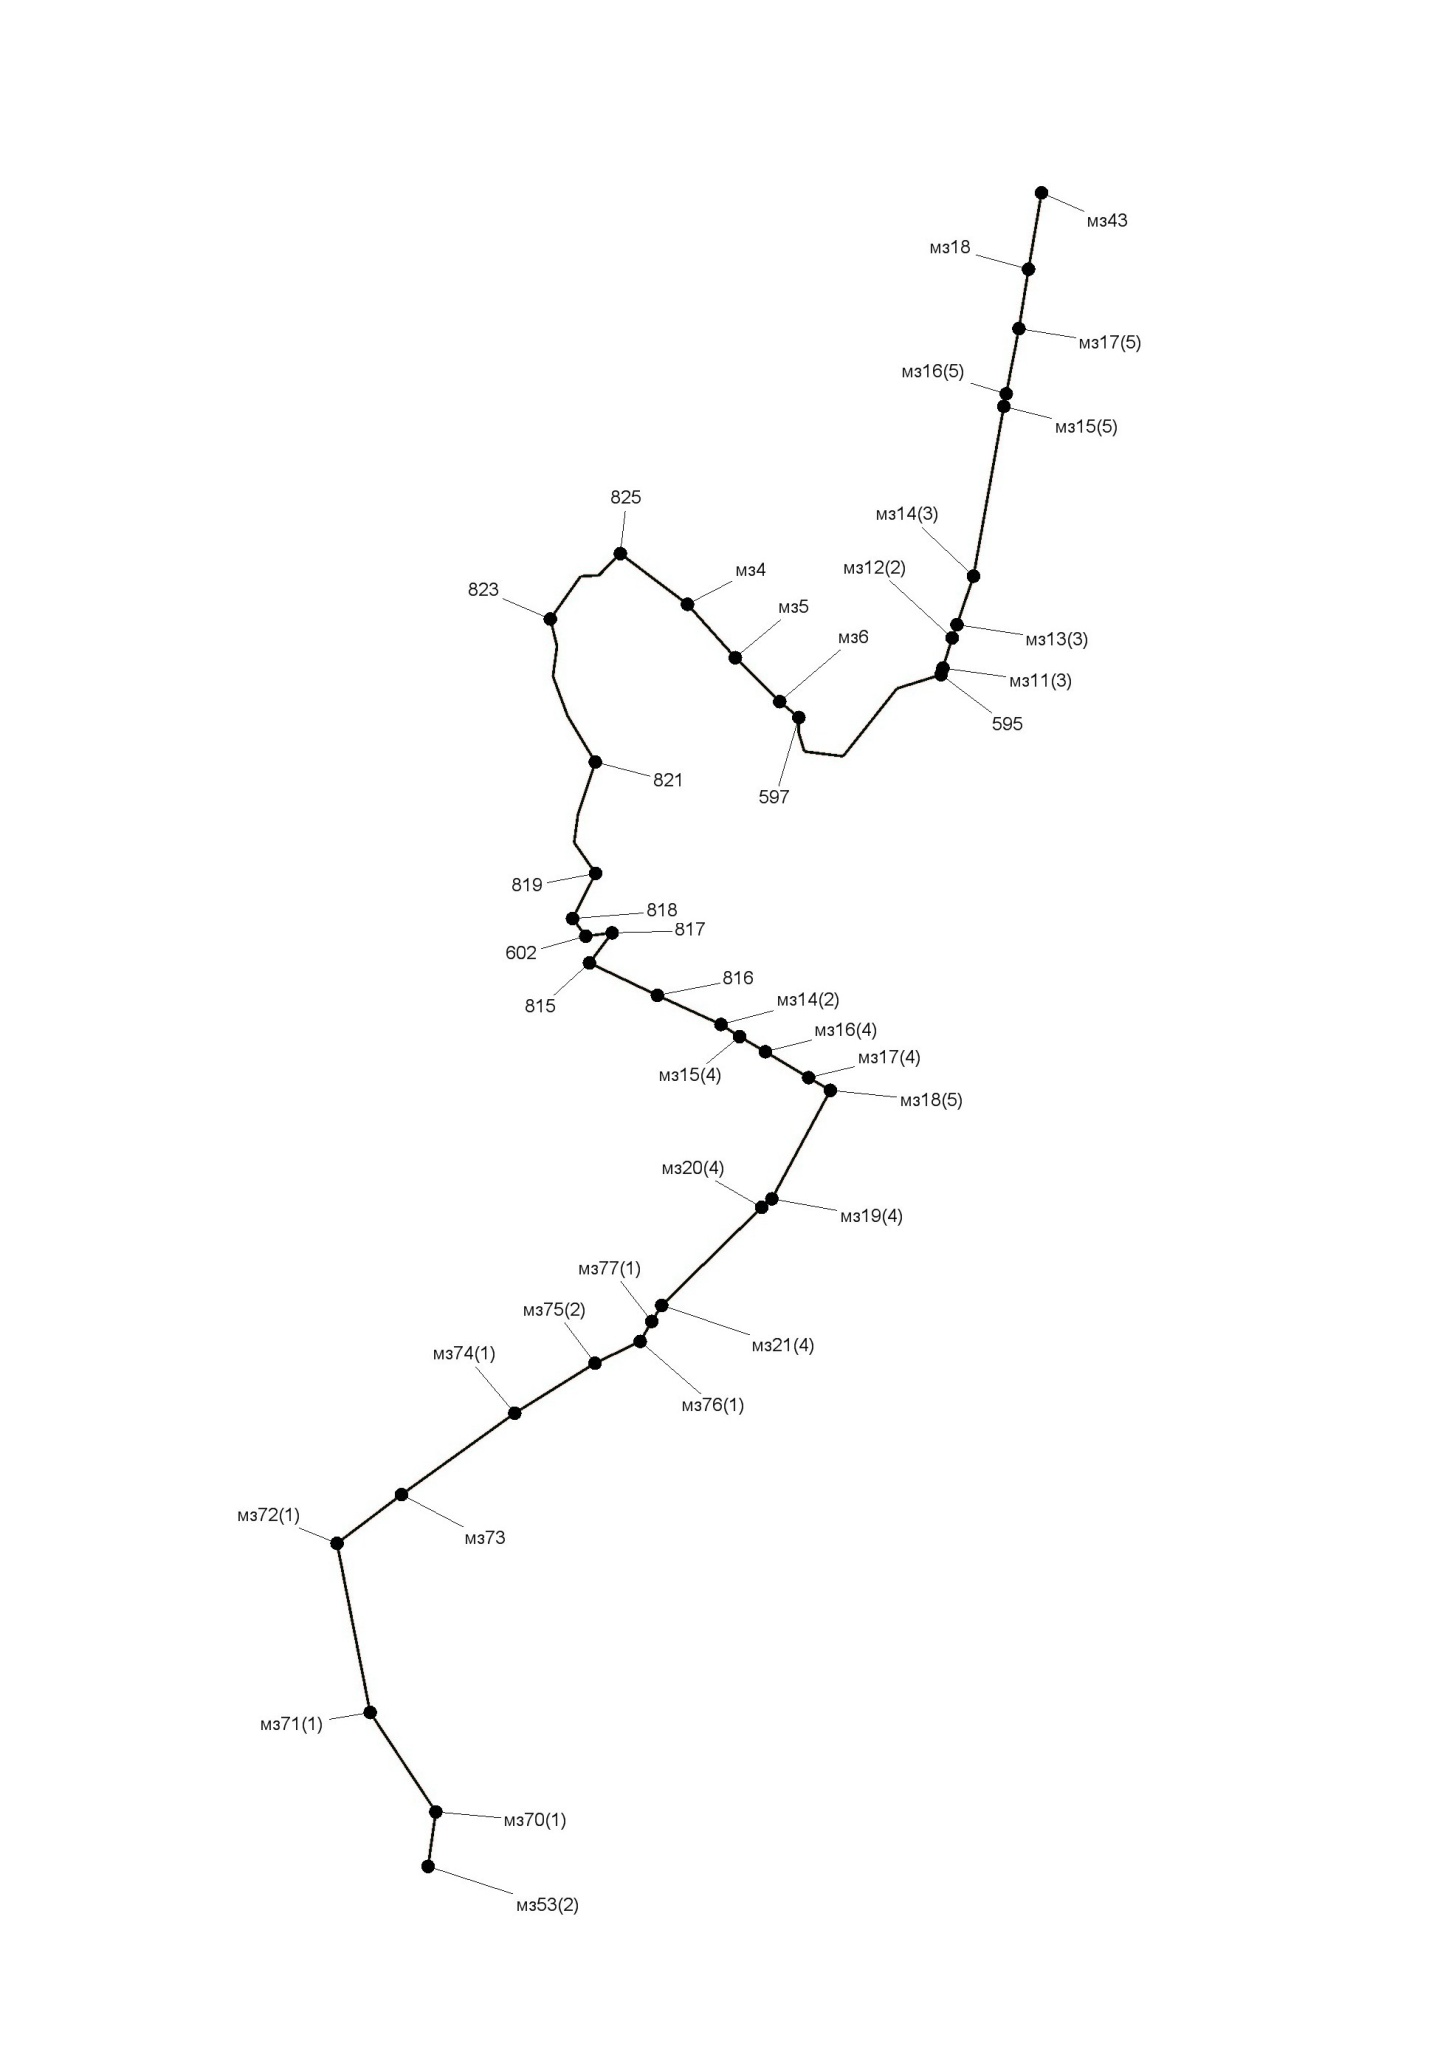 мз43
мз18
мз17(5)
мз16(5)
мз15(5)
825
мз14(3)
мз12(2)
мз4
823
мз5
мз6
мз13(3)
мз11(3)
595
821
597
819
818
817
602
816
815
мз14(2)
мз16(4)
мз17(4)
мз15(4)
мз18(5)
мз20(4)
мз19(4)
мз77(1)
мз75(2)
мз21(4)
мз74(1)
мз76(1)
мз72(1)
мз73
мз71(1)
мз70(1)
мз53(2)